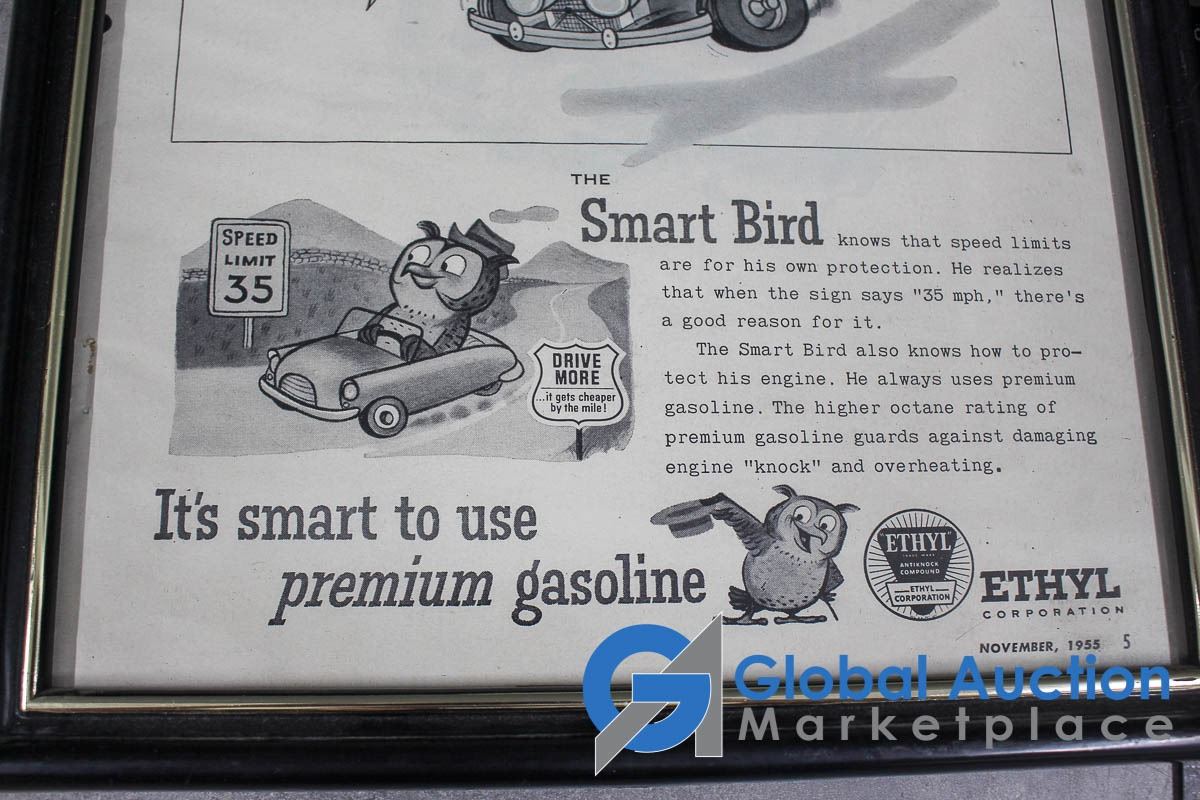 THE
Smart Bird knows that speed limits
are for his own protection. He realizes
that when the sign says "35 mph," there's
a good reason for it.
The Smart Bird also knows how to pro-
tect his engine. He always uses premium
gasoline. The higher octane rating of
premium gasoline guards against damaging
engine "knock" and overheating.
SPEED
LIMIT
35
DRIVE
MORE
...it gets cheaper
by the mile!
It's smart to use
premium gasoline
"ETHYL"
TRADE MARK
ANTIKNOCK
COMPOUND
ETHYL
CORPORATION
ETHYL
CORPORATION
NOVEMBER, 1955 5
GA
Global Auction
Marketplace